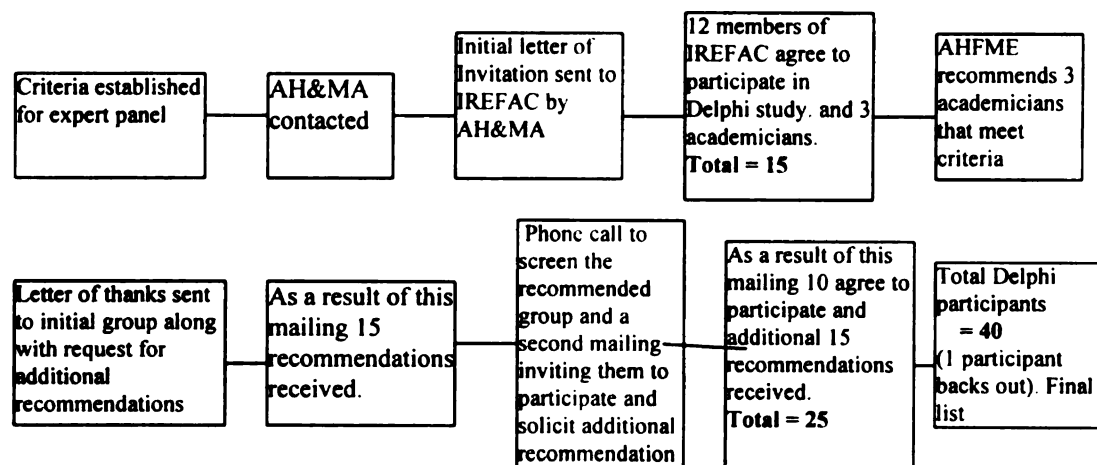 Criteria established
for expert panel
AH&MA
contacted
Initial letter of
Invitation sent to
IREFAC by
AH&MA
12 members of
IREFAC agree to
participate in
Delphi study. and 3
academicians.
Total = 15
AHFME
recommends 3
academicians
that meet
criteria
Letter of thanks sent
to initial group along
with request for
additional
recommendations
As a result of this
mailing 15
recommendations
received.
Phone call to
screen the
recommended
group and a
second mailing
inviting them to
participate and
solicit additional
recommendation
As a result of this
mailing 10 agree to
participate and
additional 15
recommendations
received.
Total = 25
Total Delphi
participants
= 40
(1 participant
backs out). Final
list